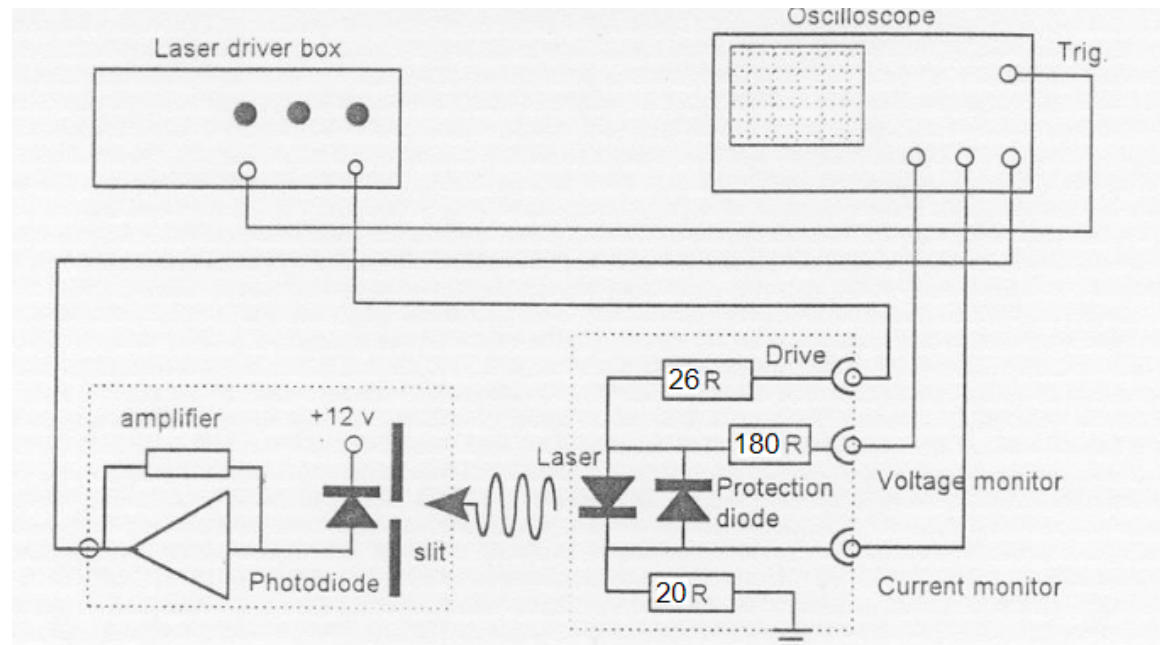 Oscilloscope
Laser driver box
Trig.
Drive
26 R
+12 v
amplifier
180 R
Laser
Voltage monitor
Protection
diode
slit
Photodiode
20 R
Current monitor